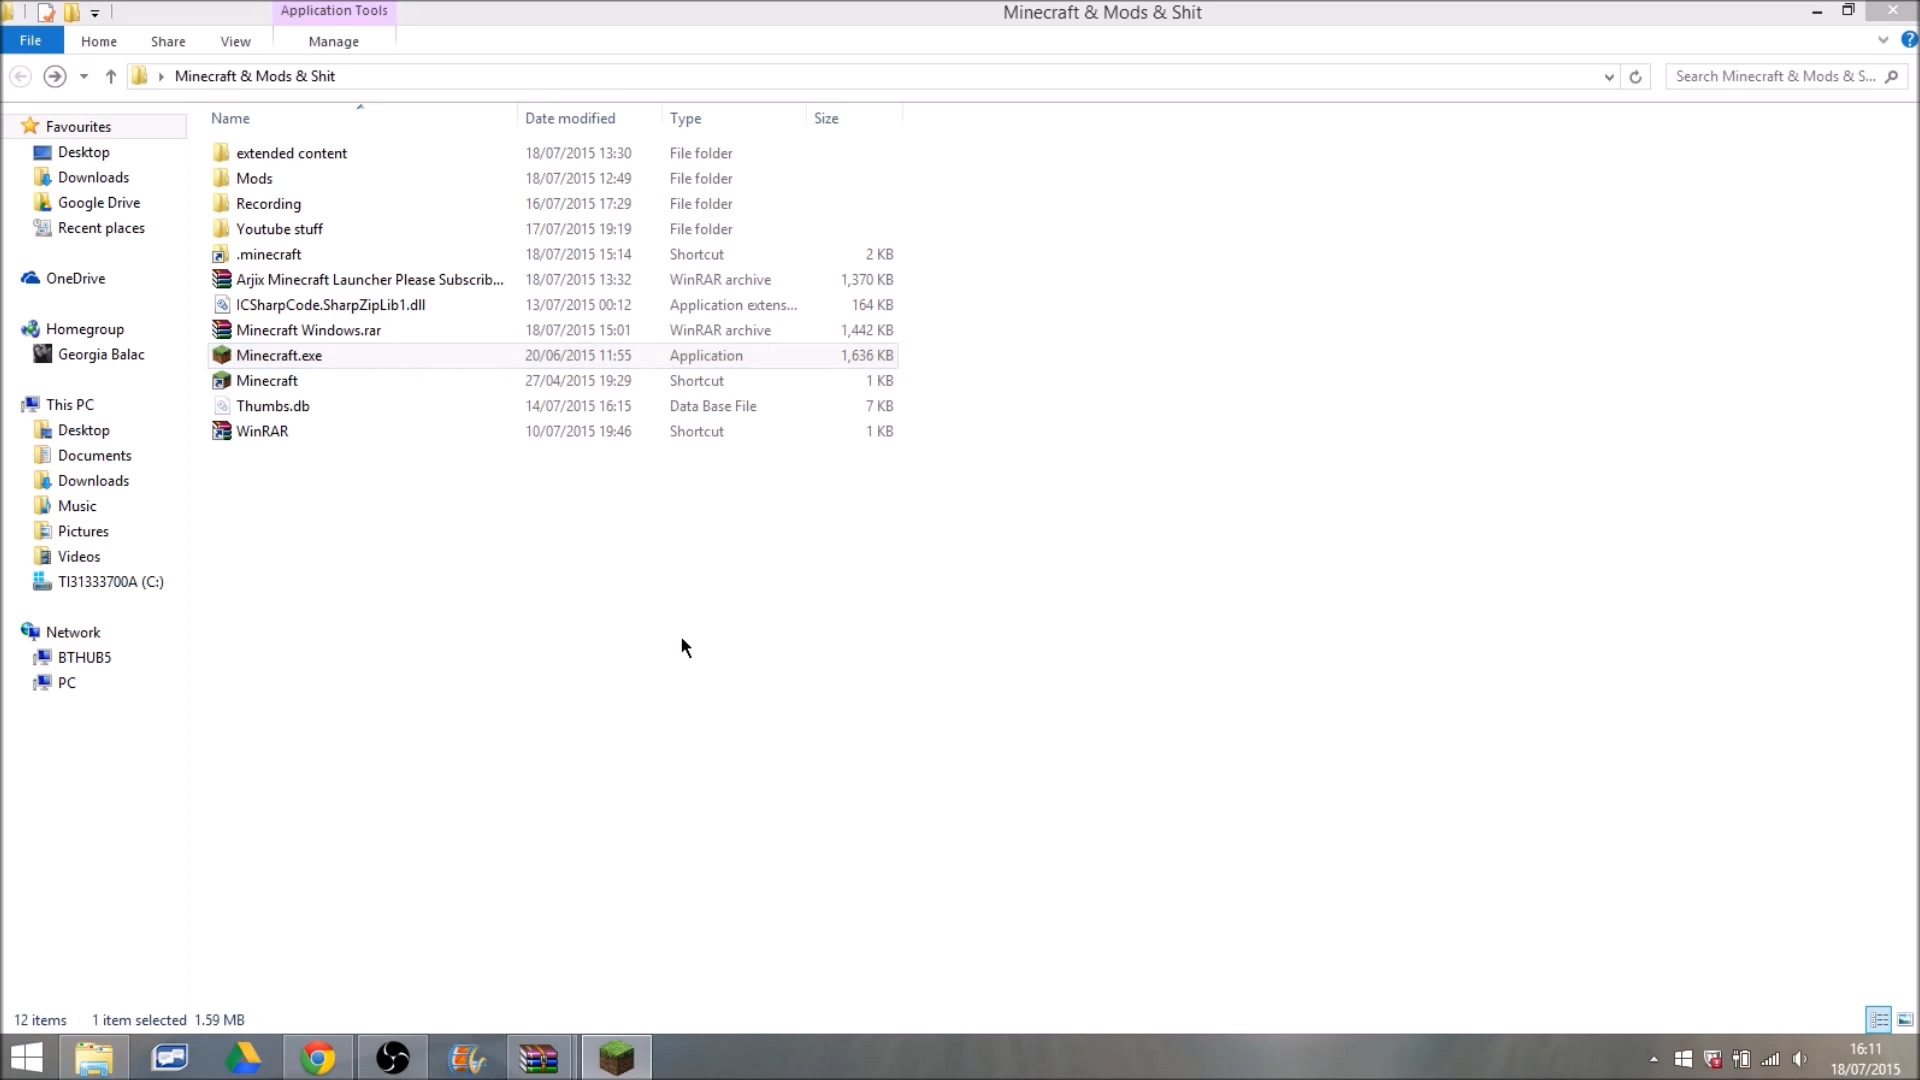 Application Tools
Minecraft & Mods & Shit
File
Home
Share
View
Manage
Minecraft & Mods & Shit
Search Minecraft & Mods & S...
Name
Date modified
Type
Size
Favourites
Desktop
Downloads
Google Drive
Recent places
OneDrive
Homegroup
Georgia Balac
This PC
Desktop
Documents
Downloads
Music
Pictures
Videos
TI31333700A (C:)
Network
BTHUB5
PC
extended content 18/07/2015 13:30 File folder
Mods 18/07/2015 12:49 File folder
Recording 16/07/2015 17:29 File folder
Youtube stuff 17/07/2015 19:19 File folder
.minecraft 18/07/2015 15:14 Shortcut 2 KB
Arjix Minecraft Launcher Please Subscrib... 18/07/2015 13:32 WinRAR archive 1,370 KB
ICSharpCode.SharpZipLib1.dll 13/07/2015 00:12 Application extens... 164 KB
Minecraft Windows.rar 18/07/2015 15:01 WinRAR archive 1,442 KB
Minecraft.exe 20/06/2015 11:55 Application 1,636 KB
Minecraft 27/04/2015 19:29 Shortcut 1 KB
Thumbs.db 14/07/2015 16:15 Data Base File 7 KB
WinRAR 10/07/2015 19:46 Shortcut 1 KB
12 items 1 item selected 1.59 MB
16:11
18/07/2015